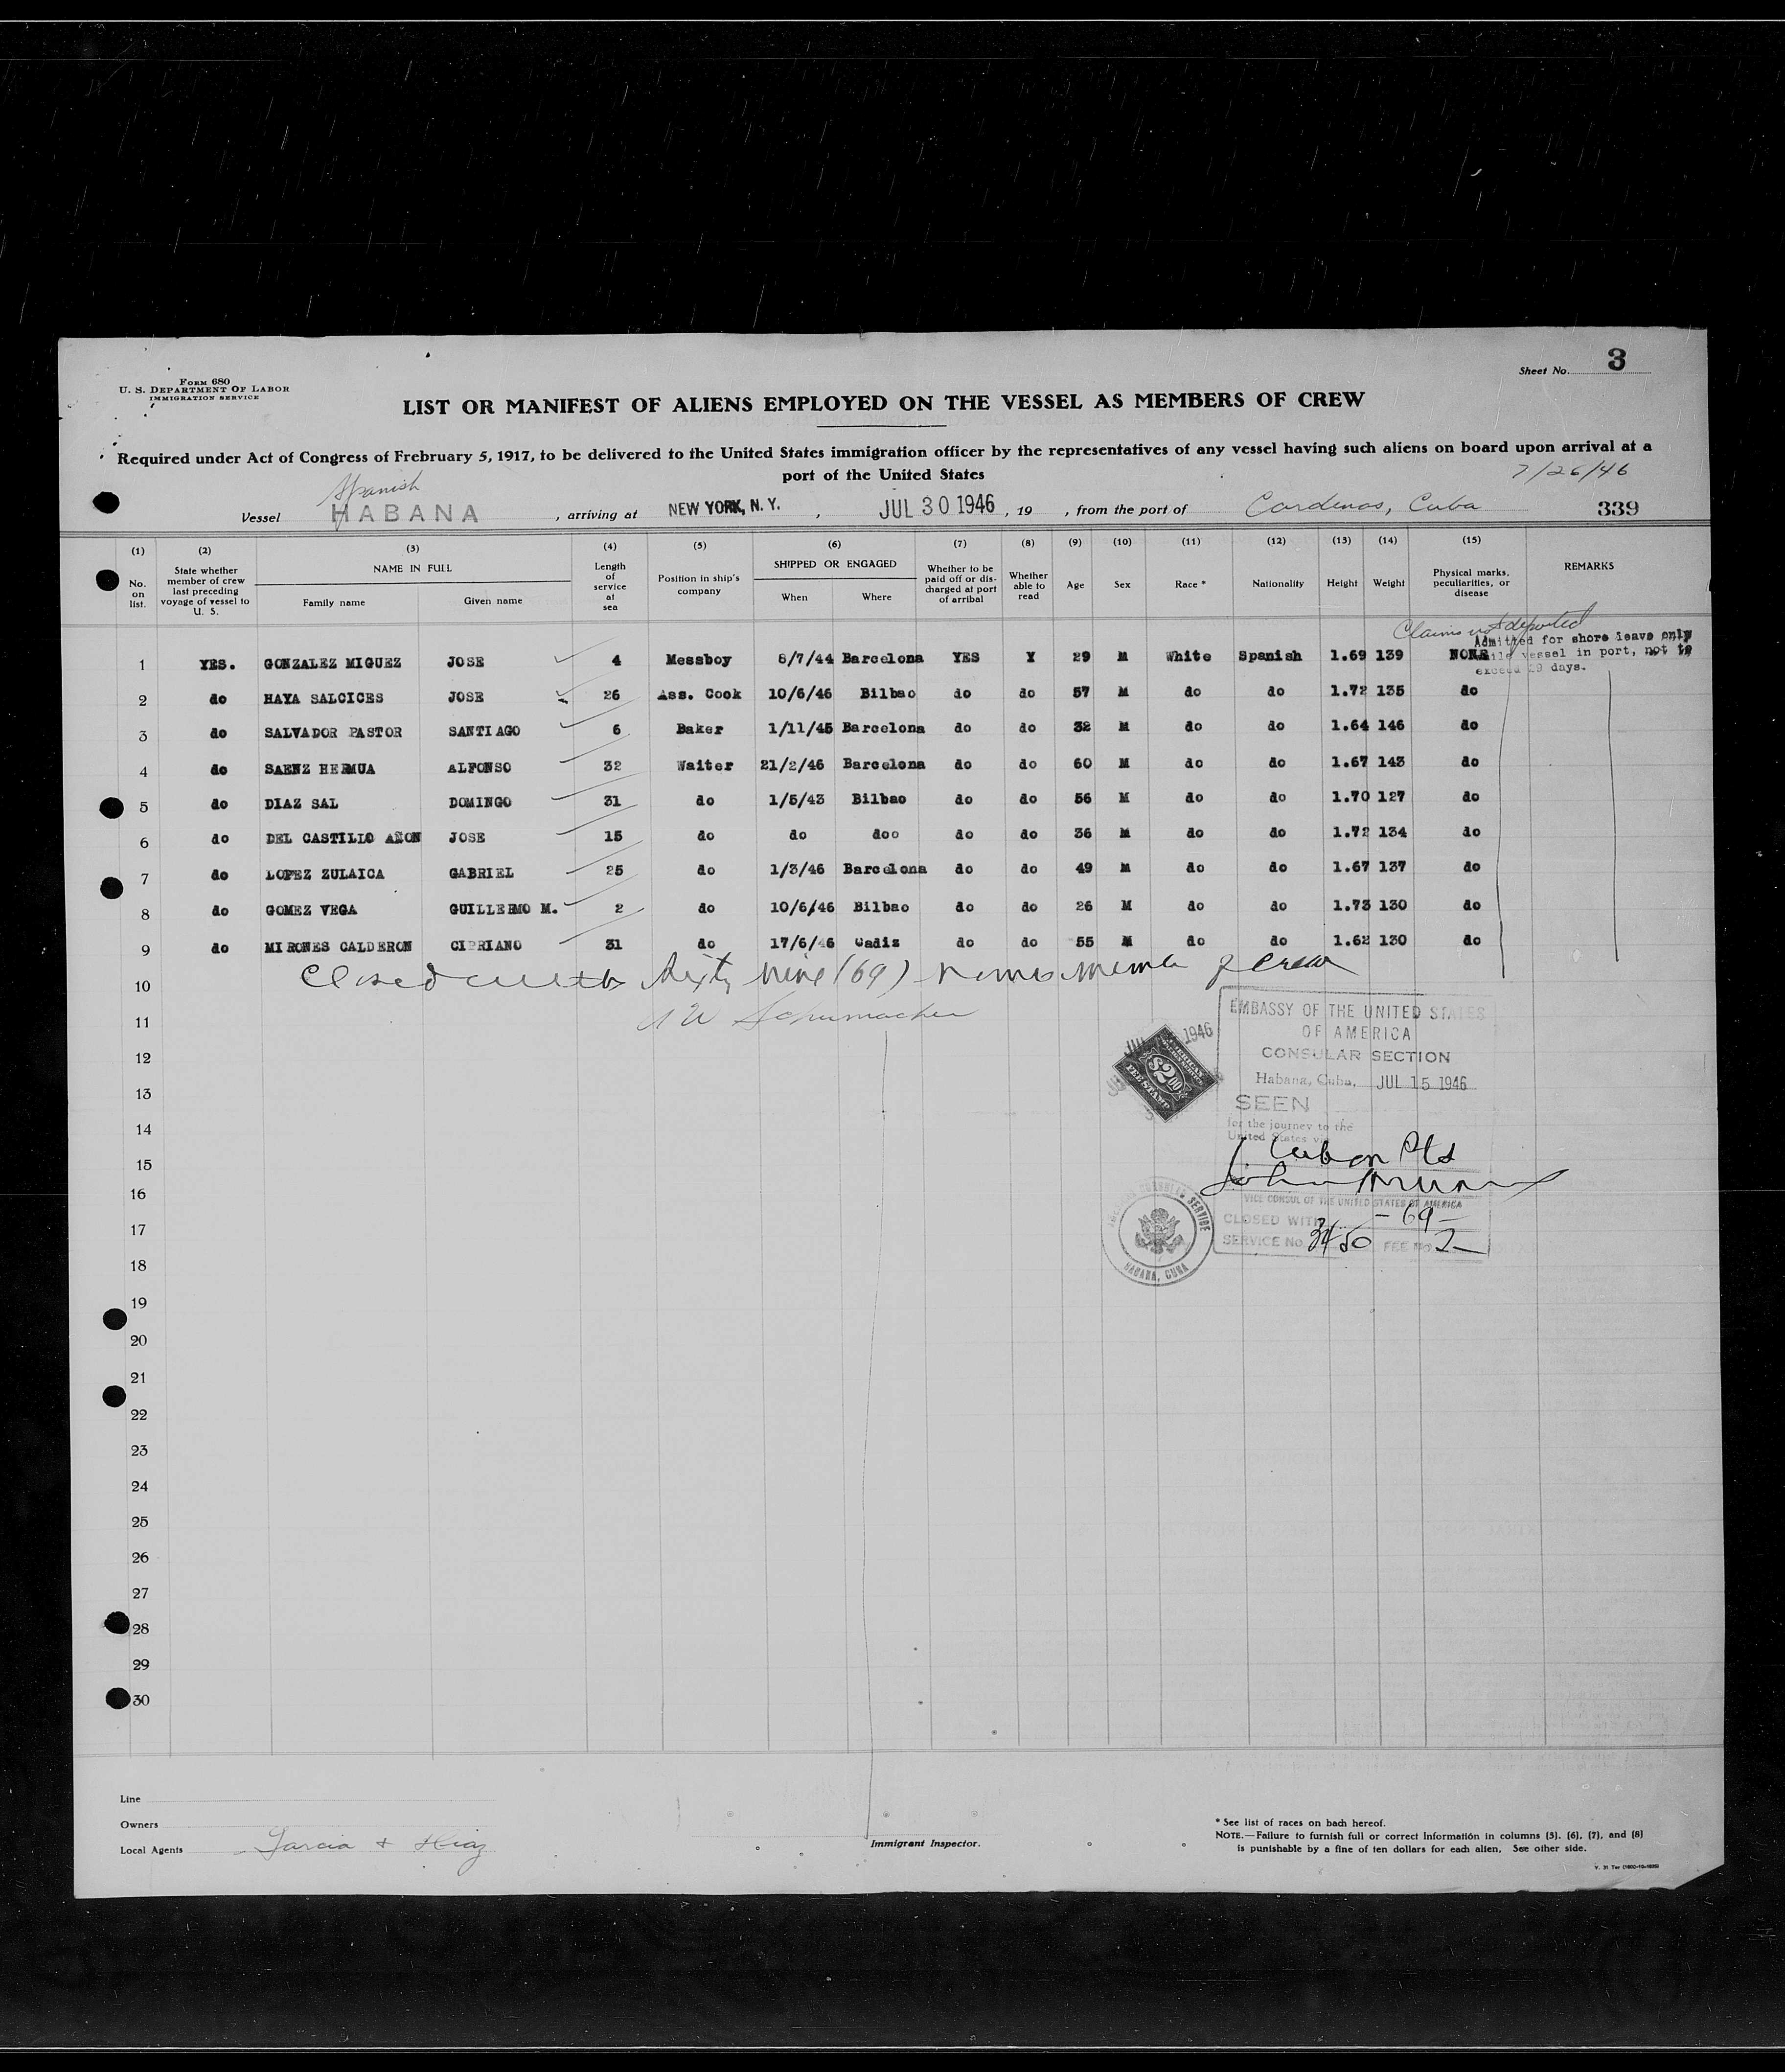 Sheet No. 3
FORM 680
U. S. DEPARTMENT OF LABOR
IMMIGRATION SERVICE
LIST OR MANIFEST OF ALIENS EMPLOYED ON THE VESSEL AS MEMBERS OF CREW
Required under Act of Congress of Frebruary 5, 1917, to be delivered to the United States immigration officer by the representatives of any vessel having such aliens on board upon arrival at a
port of the United States
7/26/46
Spanish
Vessel HABANA , arriving at NEW YORK, N. Y. , JUL 30 1946 , 19 , from the port of Cardenas, Cuba 339
(1) (2) (3) (4) (5) (6) (7) (8) (9) (10) (11) (12) (13) (14) (15)
No. on list. State whether member of crew last preceding voyage of vessel to U. S. NAME IN FULL Family name Given name Length of service at sea Position in ship's company SHIPPED OR ENGAGED When Where Whether to be paid off or discharged at port of arribal Whether able to read Age Sex Race * Nationality Height Weight Physical marks, peculiarities, or disease REMARKS
Claims not deported
Admitted for shore leave only
while vessel in port, not to
exceed 29 days.
1 YES. GONZALEZ MIGUEZ JOSE 4 Messboy 8/7/44 Barcelona YES Y 29 M White Spanish 1.69 139 NONE
2 do HAYA SALCICES JOSE 26 Ass. Cook 10/6/46 Bilbao do do 57 M do do 1.72 135 do
3 do SALVADOR PASTOR SANTIAGO 6 Baker 1/11/45 Barcelona do do 32 M do do 1.64 146 do
4 do SAENZ HERMUA ALFONSO 32 Waiter 21/2/46 Barcelona do do 60 M do do 1.67 143 do
5 do DIAZ SAL DOMINGO 31 do 1/5/43 Bilbao do do 56 M do do 1.70 127 do
6 do DEL CASTILLO AÑON JOSE 15 do do doo do do 36 M do do 1.72 134 do
7 do LOPEZ ZULAICA GABRIEL 25 do 1/3/46 Barcelona do do 49 M do do 1.67 137 do
8 do GOMEZ VEGA GUILLERMO M. 2 do 10/6/46 Bilbao do do 26 M do do 1.73 130 do
9 do MIRONES CALDERON CIPRIANO 31 do 17/6/46 Cadiz do do 55 M do do 1.62 130 do
10 Closed with sixty nine (69) of crew
11 Schumacher
12
13
14
15
16
17
18
19
20
21
22
23
24
25
26
27
28
29
30
EMBASSY OF THE UNITED STATES
OF AMERICA
CONSULAR SECTION
Habana, Cuba, JUL 15 1946
SEEN
for the journey to the
United States via
Cuban Pts
John
VICE CONSUL OF THE UNITED STATES OF AMERICA
CLOSED WITH - 69 -
SERVICE No. 3480 FEE No. 2-
1946
AMERICAN
$2.00
FEE STAMP
CONSULAR SERVICE
HABANA, CUBA
Line
Owners
Local Agents Garcia + Diaz
Immigrant Inspector.
* See list of races on bach hereof.
NOTE.—Failure to furnish full or correct Information in columns (5), (6), (7), and (8)
is punishable by a fine of ten dollars for each alien. See other side.